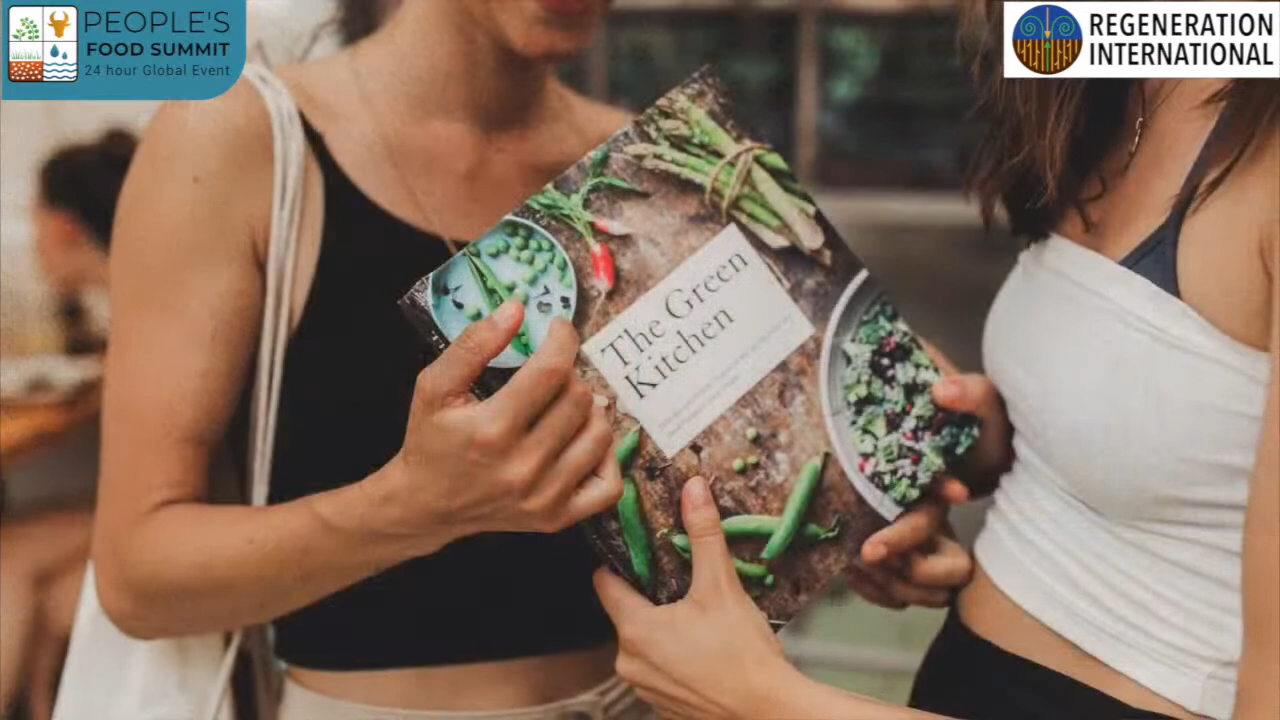 PEOPLE'S
FOOD SUMMIT
24 hour Global Event
REGENERATION
INTERNATIONAL
The Green
Kitchen